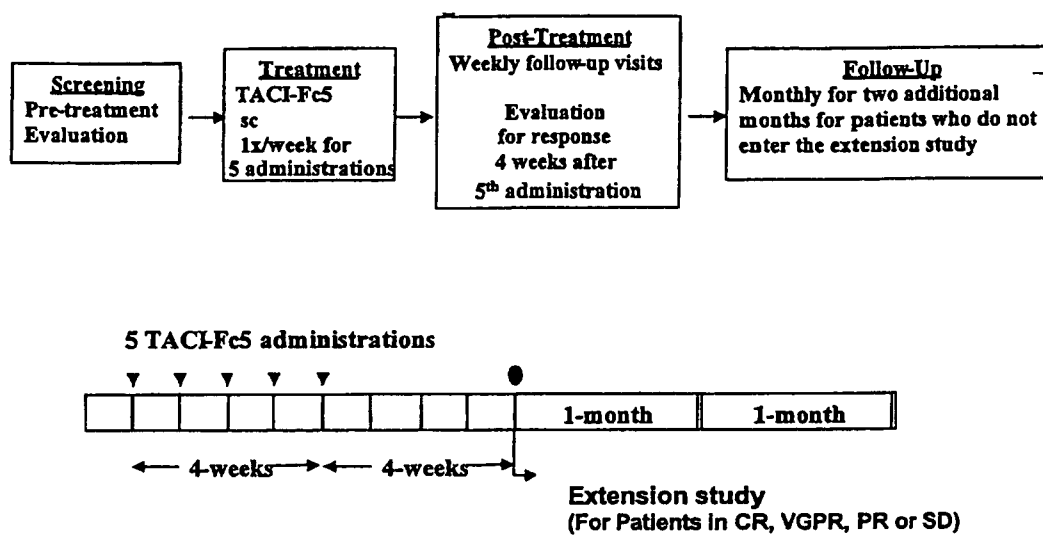 Screening
Pre-treatment
Evaluation
Treatment
TACI-Fc5
sc
1x/week for
5 administrations
Post-Treatment
Weekly follow-up visits
Evaluation
for response
4 weeks after
5th administration
Follow-Up
Monthly for two additional
months for patients who do not
enter the extension study
5 TACI-Fc5 administrations
1-month 1-month
4-weeks 4-weeks
Extension study
(For Patients in CR, VGPR, PR or SD)